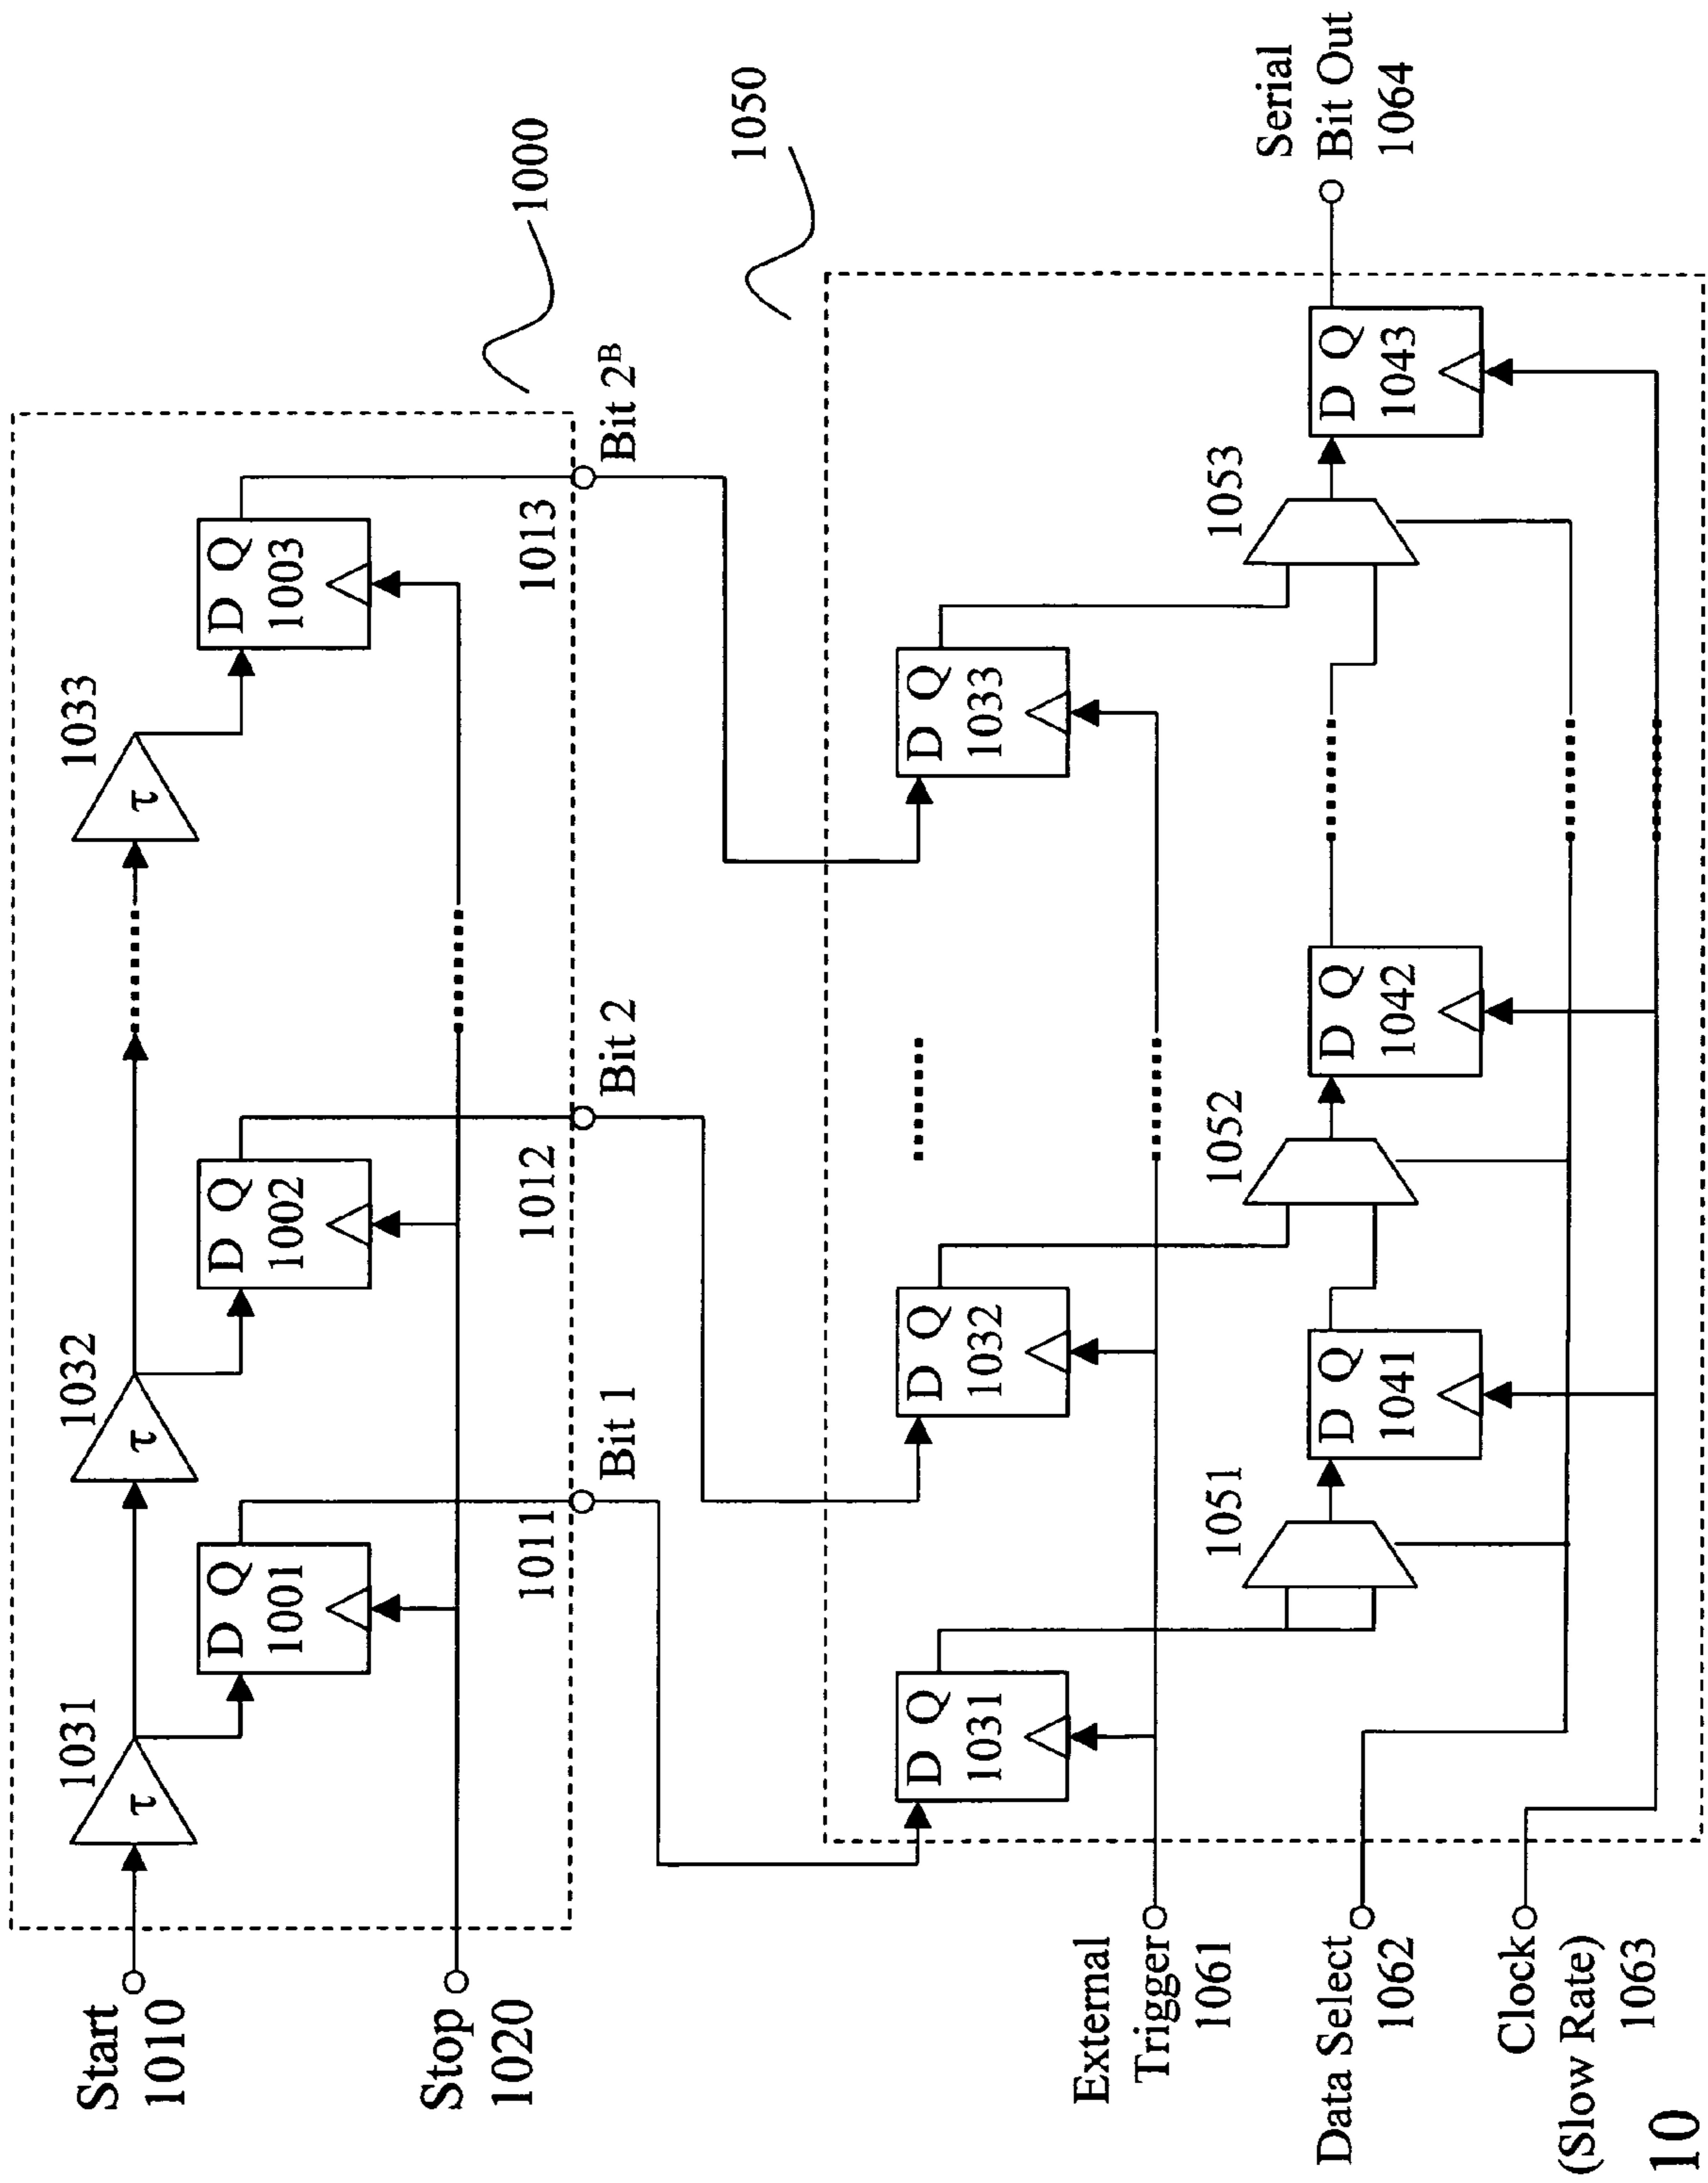 Start
1010
1031
τ
1032
τ
1033
τ
D Q
1001
D Q
1002
D Q
1003
Stop
1020
1011
Bit 1
1012
Bit 2
1013
Bit 2ᴮ
1000
1050
D Q
1031
D Q
1032
D Q
1033
External
Trigger
1061
1051
1052
1053
D Q
1041
D Q
1042
D Q
1043
Serial
Bit Out
1064
Data Select
1062
Clock
(Slow Rate)
1063
10